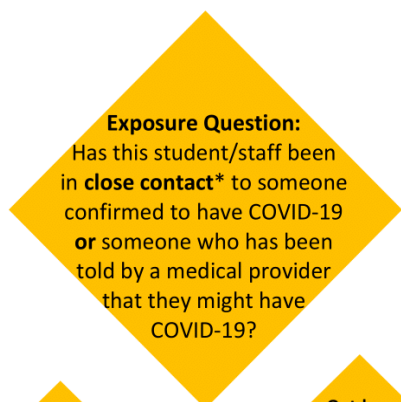 Exposure Question:
Has this student/staff been
in close contact* to someone
confirmed to have COVID-19
or someone who has been
told by a medical provider
that they might have
COVID-19?